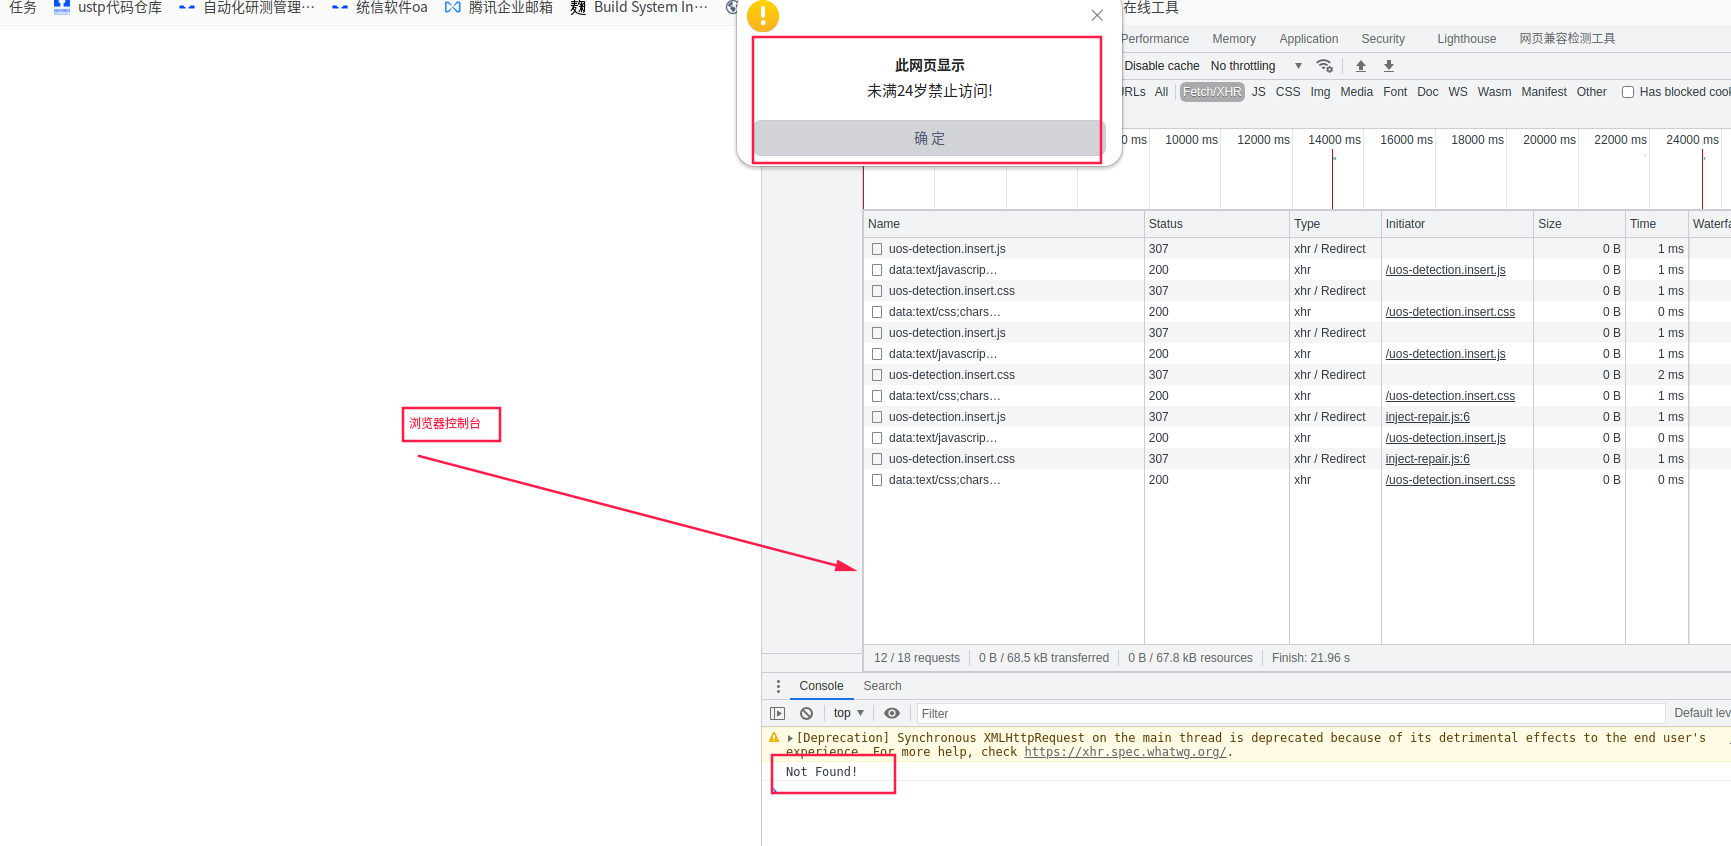 任务 ustp代码仓库 自动化研测管理… 统信软件oa 腾讯企业邮箱 Build System In… 在线工具
此网页显示
未满24岁禁止访问!
确 定
Performance Memory Application Security Lighthouse 网页兼容检测工具
Disable cache No throttling
All Fetch/XHR JS CSS Img Media Font Doc WS Wasm Manifest Other Has blocked
10000 ms 12000 ms 14000 ms 16000 ms 18000 ms 20000 ms 22000 ms 24000 ms
Name Status Type Initiator Size Time
uos-detection.insert.js 307 xhr / Redirect 0 B 1 ms
data:text/javascrip… 200 xhr /uos-detection.insert.js 0 B 1 ms
uos-detection.insert.css 307 xhr / Redirect 0 B 1 ms
data:text/css;chars… 200 xhr /uos-detection.insert.css 0 B 0 ms
uos-detection.insert.js 307 xhr / Redirect 0 B 1 ms
data:text/javascrip… 200 xhr /uos-detection.insert.js 0 B 1 ms
uos-detection.insert.css 307 xhr / Redirect 0 B 2 ms
data:text/css;chars… 200 xhr /uos-detection.insert.css 0 B 1 ms
uos-detection.insert.js 307 xhr / Redirect inject-repair.js:6 0 B 1 ms
data:text/javascrip… 200 xhr /uos-detection.insert.js 0 B 0 ms
uos-detection.insert.css 307 xhr / Redirect inject-repair.js:6 0 B 1 ms
data:text/css;chars… 200 xhr /uos-detection.insert.css 0 B 0 ms
浏览器控制台
12 / 18 requests 0 B / 68.5 kB transferred 0 B / 67.8 kB resources Finish: 21.96 s
Console Search
top Filter Default lev
[Deprecation] Synchronous XMLHttpRequest on the main thread is deprecated because of its detrimental effects to the end user's
experience. For more help, check https://xhr.spec.whatwg.org/.
Not Found!